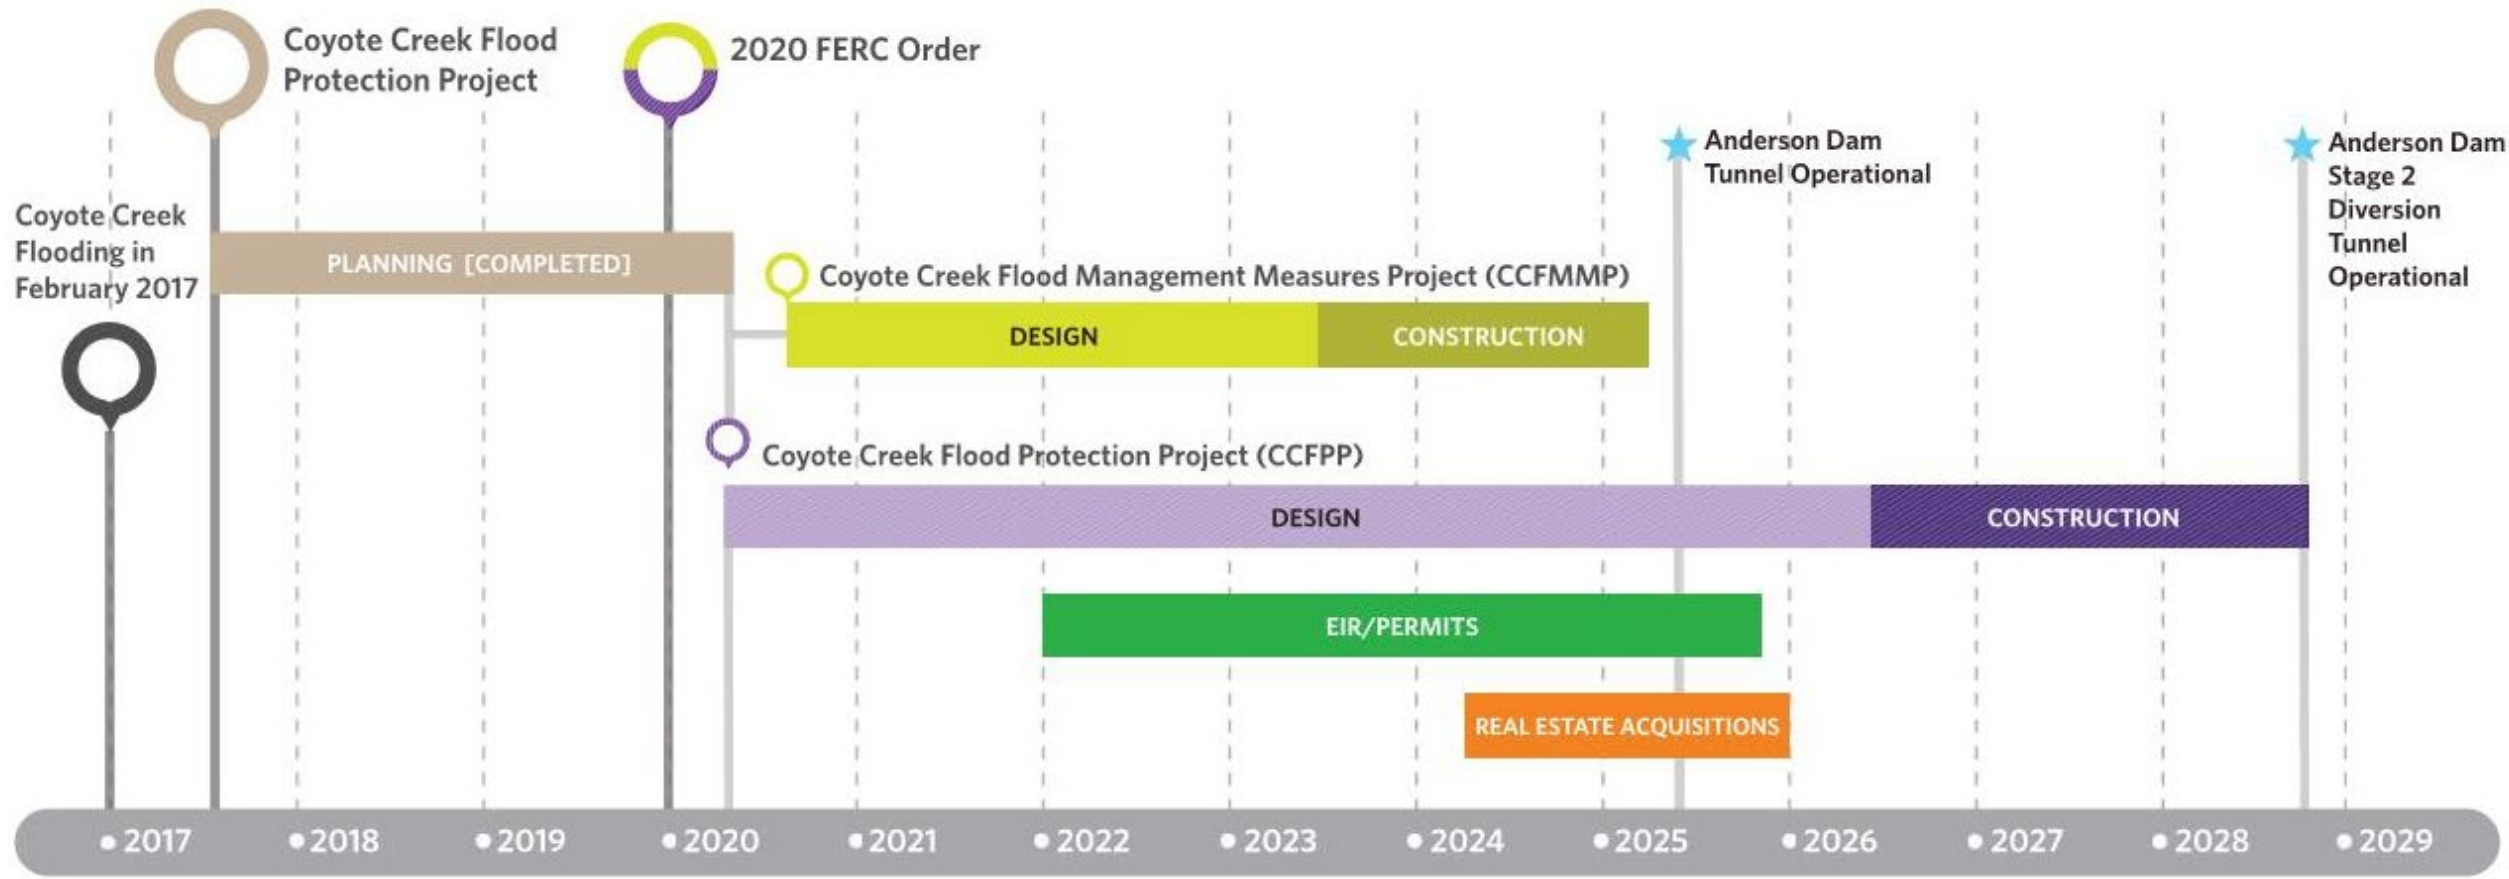 Coyote Creek Flood
Protection Project
2020 FERC Order
Anderson Dam
Tunnel Operational
Anderson Dam
Stage 2
Diversion
Tunnel
Operational
Coyote Creek
Flooding in
February 2017
PLANNING [COMPLETED]
Coyote Creek Flood Management Measures Project (CCFMMP)
DESIGN
CONSTRUCTION
Coyote Creek Flood Protection Project (CCFPP)
DESIGN
CONSTRUCTION
EIR/PERMITS
REAL ESTATE ACQUISITIONS
2017 2018 2019 2020 2021 2022 2023 2024 2025 2026 2027 2028 2029